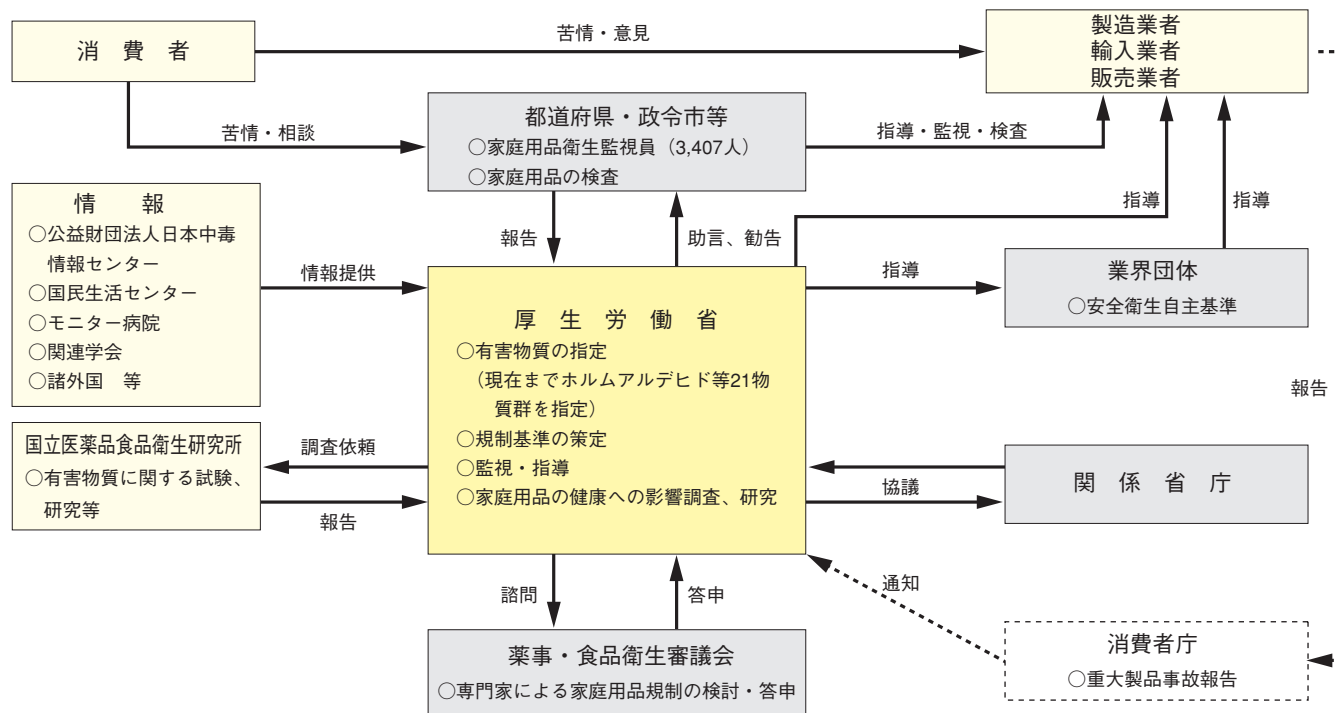 消　費　者
苦情・意見
製造業者
輸入業者
販売業者
苦情・相談
都道府県・政令市等
○家庭用品衛生監視員（3,407人）
○家庭用品の検査
指導・監視・検査
情　報
○公益財団法人日本中毒
情報センター
○国民生活センター
○モニター病院
○関連学会
○諸外国　等
情報提供
報告
助言、勧告
指導
指導
指導
業界団体
○安全衛生自主基準
厚　生　労　働　省
○有害物質の指定
（現在までホルムアルデヒド等21物
質群を指定）
○規制基準の策定
○監視・指導
○家庭用品の健康への影響調査、研究
報告
国立医薬品食品衛生研究所
○有害物質に関する試験、
研究等
調査依頼
報告
協議
関　係　省　庁
諮問
答申
通知
薬事・食品衛生審議会
○専門家による家庭用品規制の検討・答申
消費者庁
○重大製品事故報告